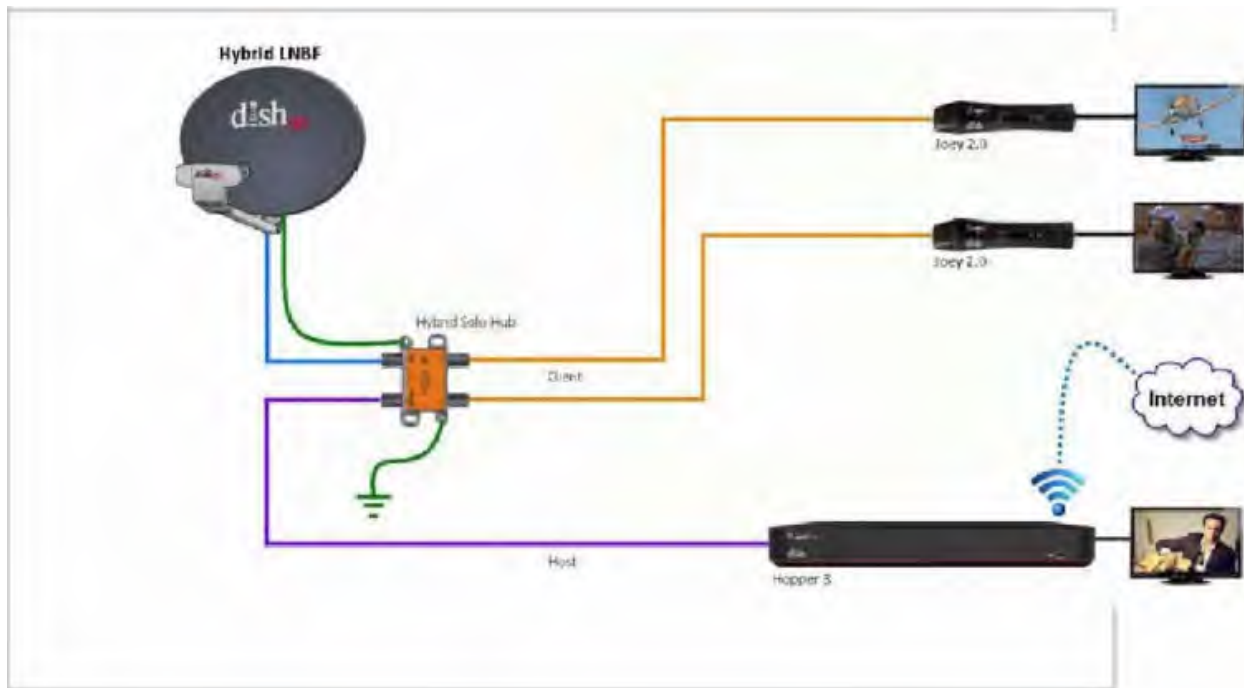 Hybrid LNBF
dish
Joey 2.0
Joey 2.0
Hybrid Solo Hub
Client
Internet
Host
Hopper 3